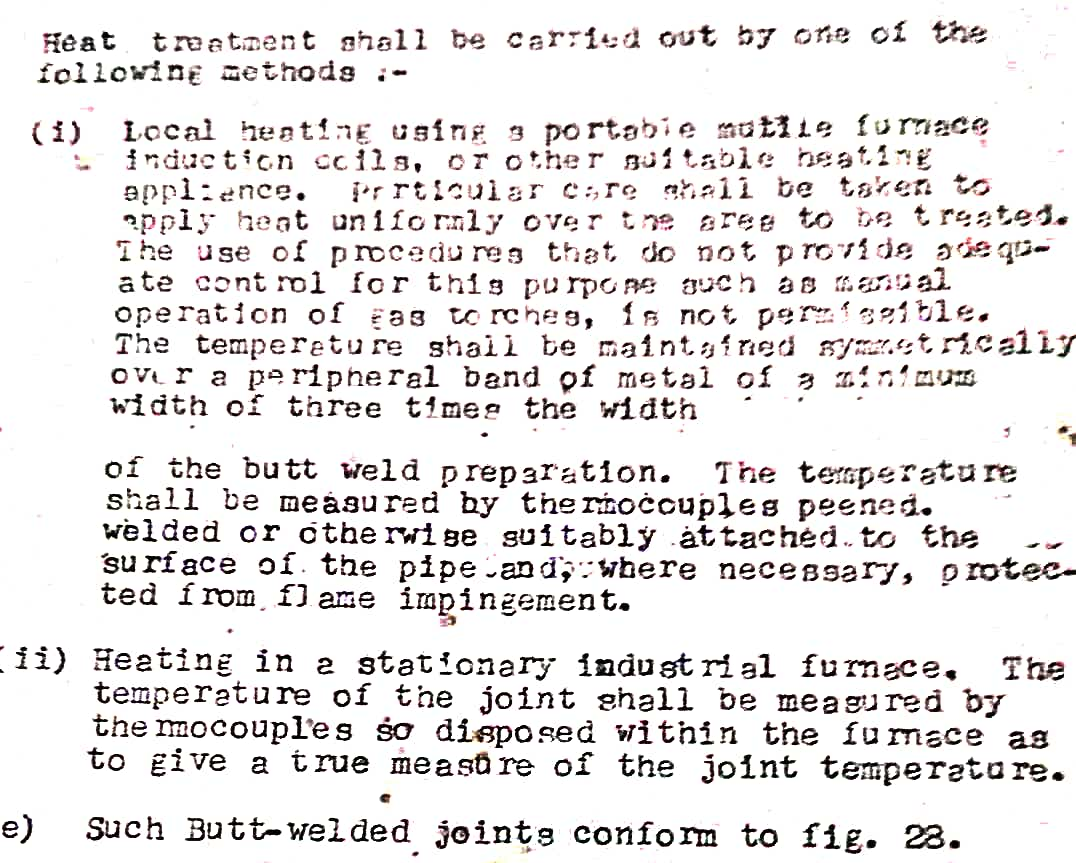 Heat treatment shall be carried out by one of the
following methods :-
(i) Local heating using a portable muffle furnace
induction coils, or other suitable heating
appliance. Particular care shall be taken to
apply heat uniformly over the area to be treated.
The use of procedures that do not provide adequ-
ate control for this purpose such as manual
operation of gas torches, is not permissible.
The temperature shall be maintained symmetrically
over a peripheral band of metal of a minimum
width of three times the width
of the butt weld preparation. The temperature
shall be measured by thermocouples peened.
welded or otherwise suitably attached to the
surface of the pipe and, where necessary, protec-
ted from flame impingement.
(ii) Heating in a stationary industrial furnace. The
temperature of the joint shall be measured by
thermocouples so disposed within the furnace as
to give a true measure of the joint temperature.
e) Such Butt-welded joints conform to fig. 28.